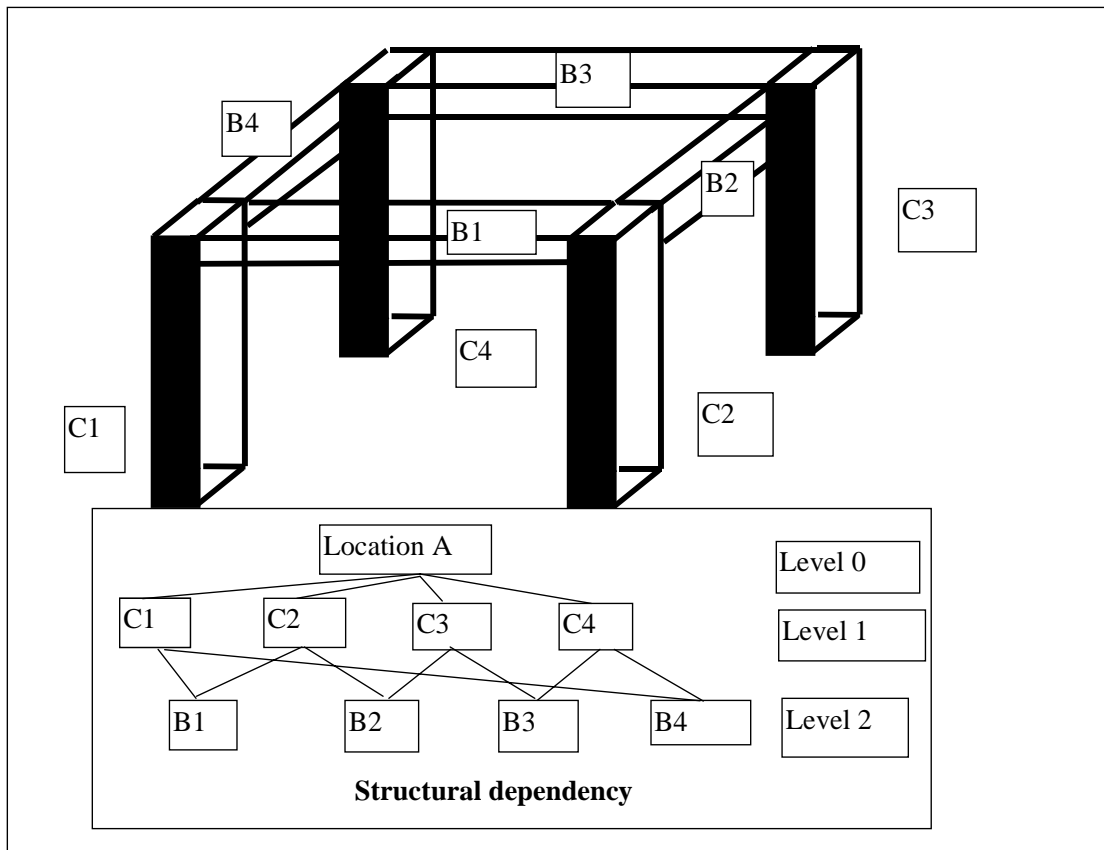 B3
B4
B2
C3
B1
C4
C2
C1
Location A
Level 0
C1
C2
C3
C4
Level 1
B1
B2
B3
B4
Level 2
Structural dependency